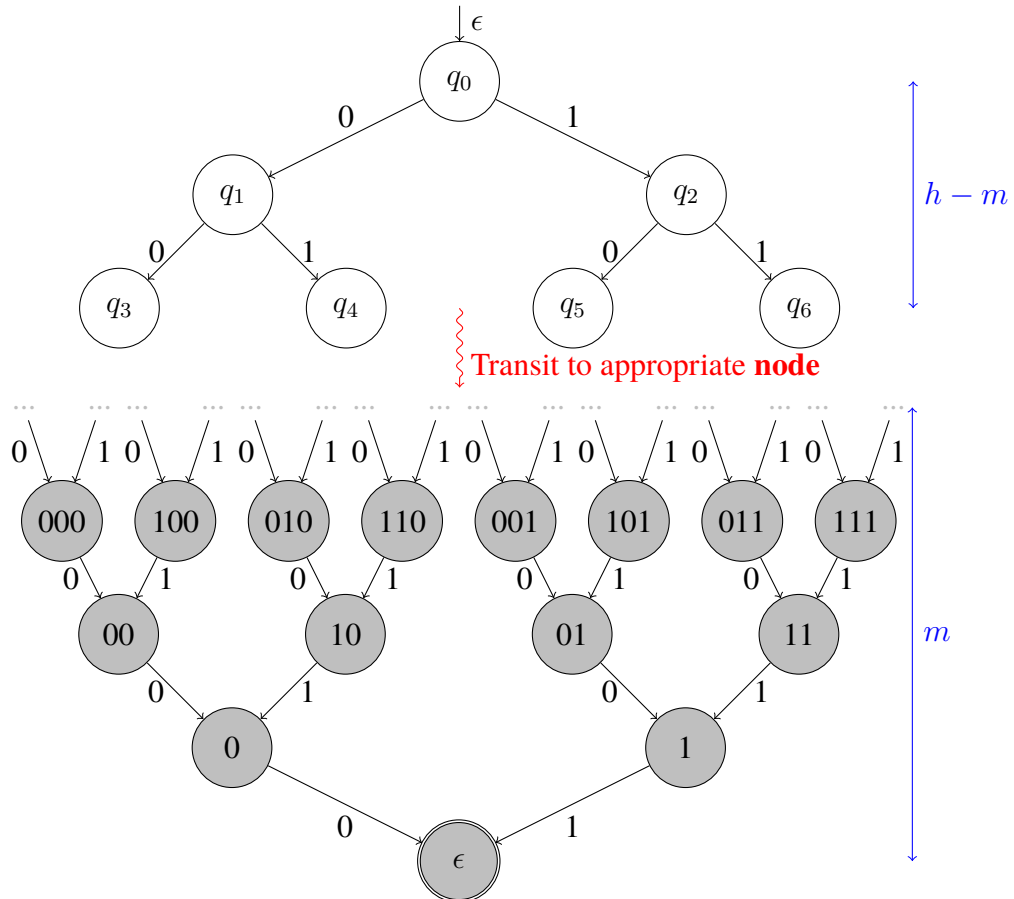 ϵ
q₀
0 1
h − m
q₁ q₂
0 1 0 1
q₃ q₄ q₅ q₆
Transit to appropriate node
... ... ... ... ... ... ... ... ... ... ... ... ... ... ... ...
0 1 0 1 0 1 0 1 0 1 0 1 0 1 0 1
000 100 010 110 001 101 011 111
0 1 0 1 0 1 0 1
00 10 01 11
m
0 1 0 1
0 1
0 1
ϵ